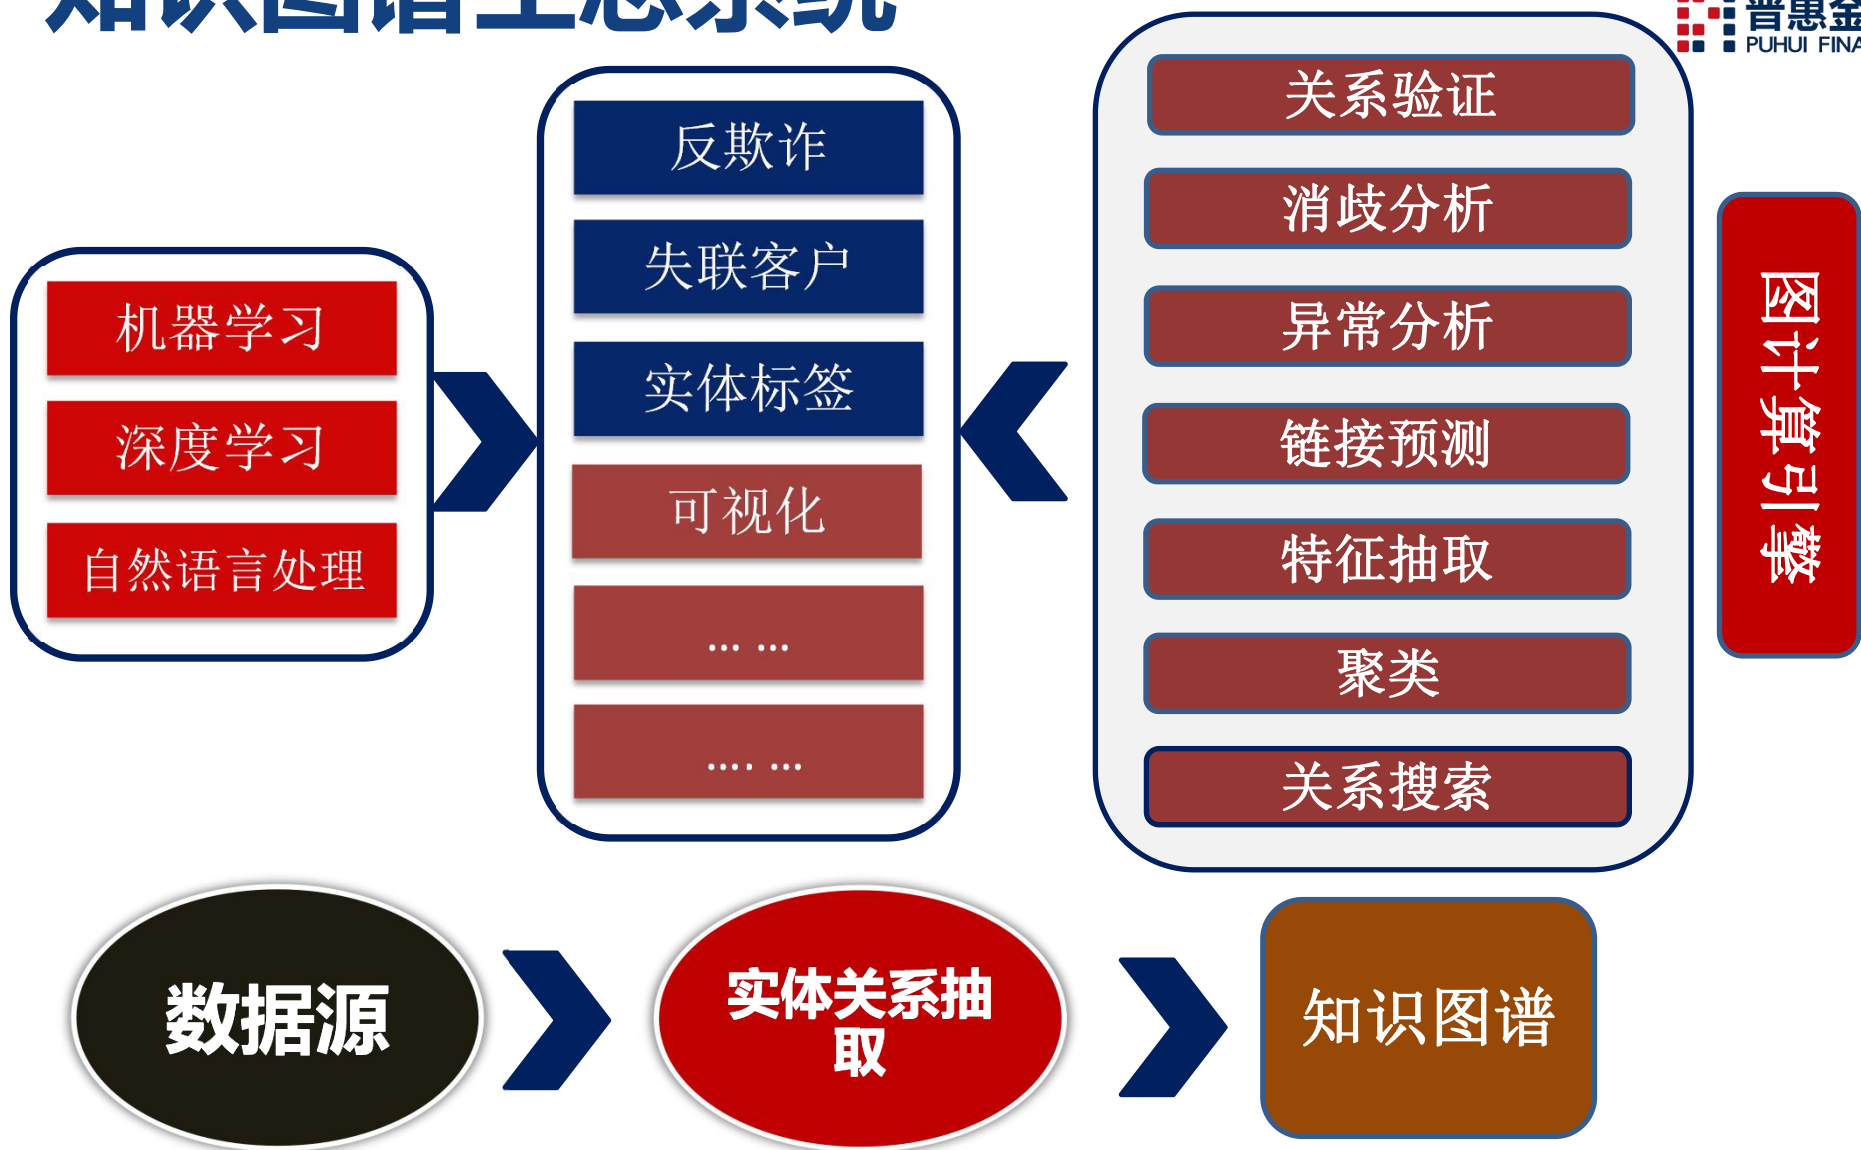 知识图谱生态系统
普惠金
PUHUI FINA
机器学习
深度学习
自然语言处理
反欺诈
失联客户
实体标签
可视化
... ...
.... ...
关系验证
消歧分析
异常分析
链接预测
特征抽取
聚类
关系搜索
图计算引擎
数据源
实体关系抽
取
知识图谱